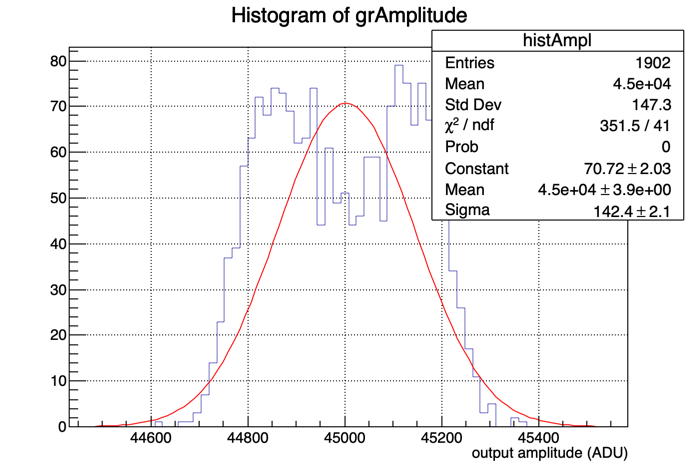 Histogram of grAmplitude
histAmpl
Entries 1902
Mean 4.5e+04
Std Dev 147.3
χ² / ndf 351.5 / 41
Prob 0
Constant 70.72 ± 2.03
Mean 4.5e+04 ± 3.9e+00
Sigma 142.4 ± 2.1
80
70
60
50
40
30
20
10
0
44600 44800 45000 45200 45400
output amplitude (ADU)